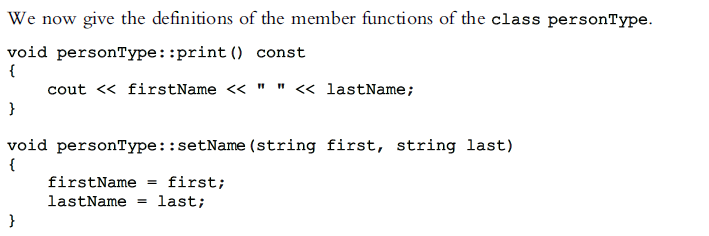 We now give the definitions of the member functions of the class personType.
void personType::print() const
{
    cout << firstName << " " << lastName;
}
void personType::setName(string first, string last)
{
    firstName = first;
    lastName = last;
}